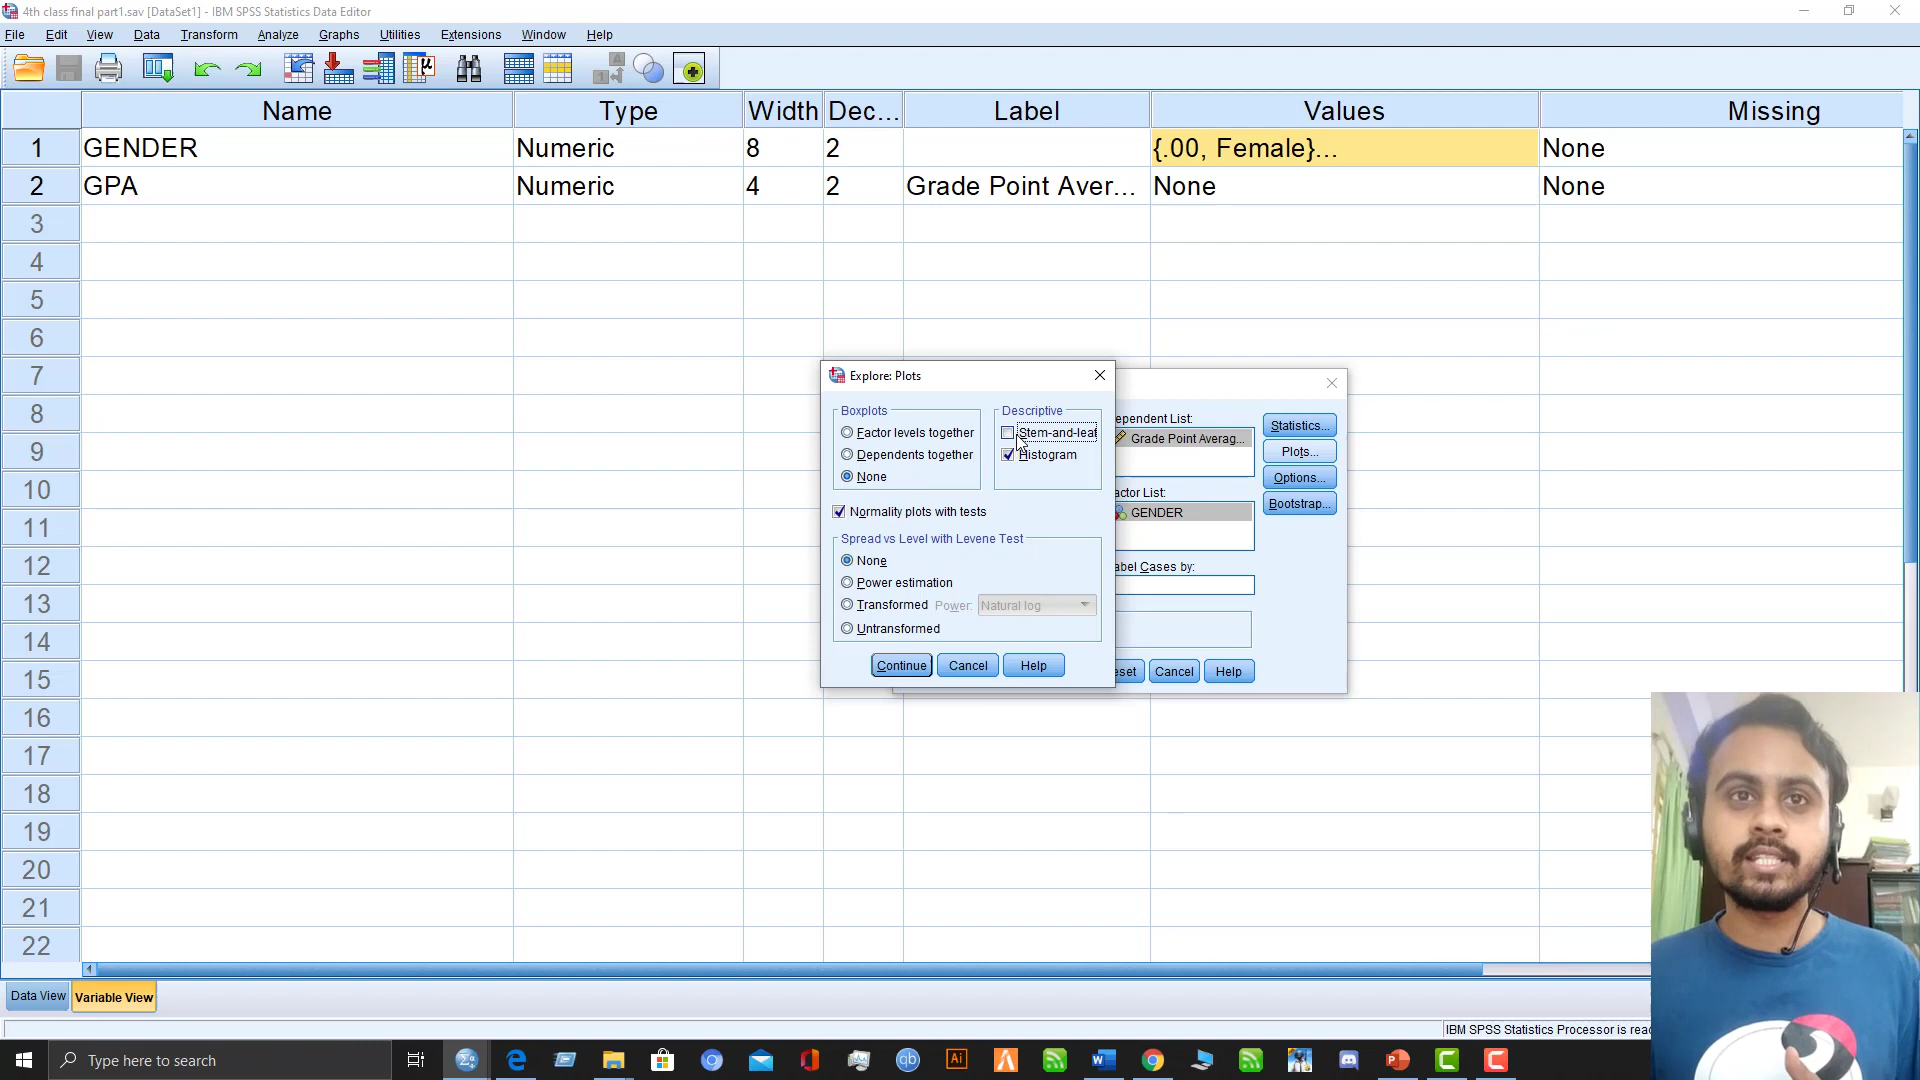 4th class final part1.sav [DataSet1] - IBM SPSS Statistics Data Editor
File Edit View Data Transform Analyze Graphs Utilities Extensions Window Help
Name Type Width Dec... Label Values Missing
1 GENDER Numeric 8 2 {.00, Female}... None
2 GPA Numeric 4 2 Grade Point Aver... None None
3
4
5
6
7
8
9
10
11
12
13
14
15
16
17
18
19
20
21
22
Explore: Plots
Boxplots
Factor levels together
Dependents together
None
Descriptive
Stem-and-leaf
Histogram
Normality plots with tests
Spread vs Level with Levene Test
None
Power estimation
Transformed Power: Natural log
Untransformed
Continue Cancel Help
ependent List:
Grade Point Averag...
actor List:
GENDER
abel Cases by:
Statistics...
Plots...
Options...
Bootstrap...
eset Cancel Help
Data View Variable View
IBM SPSS Statistics Processor is reac
Type here to search